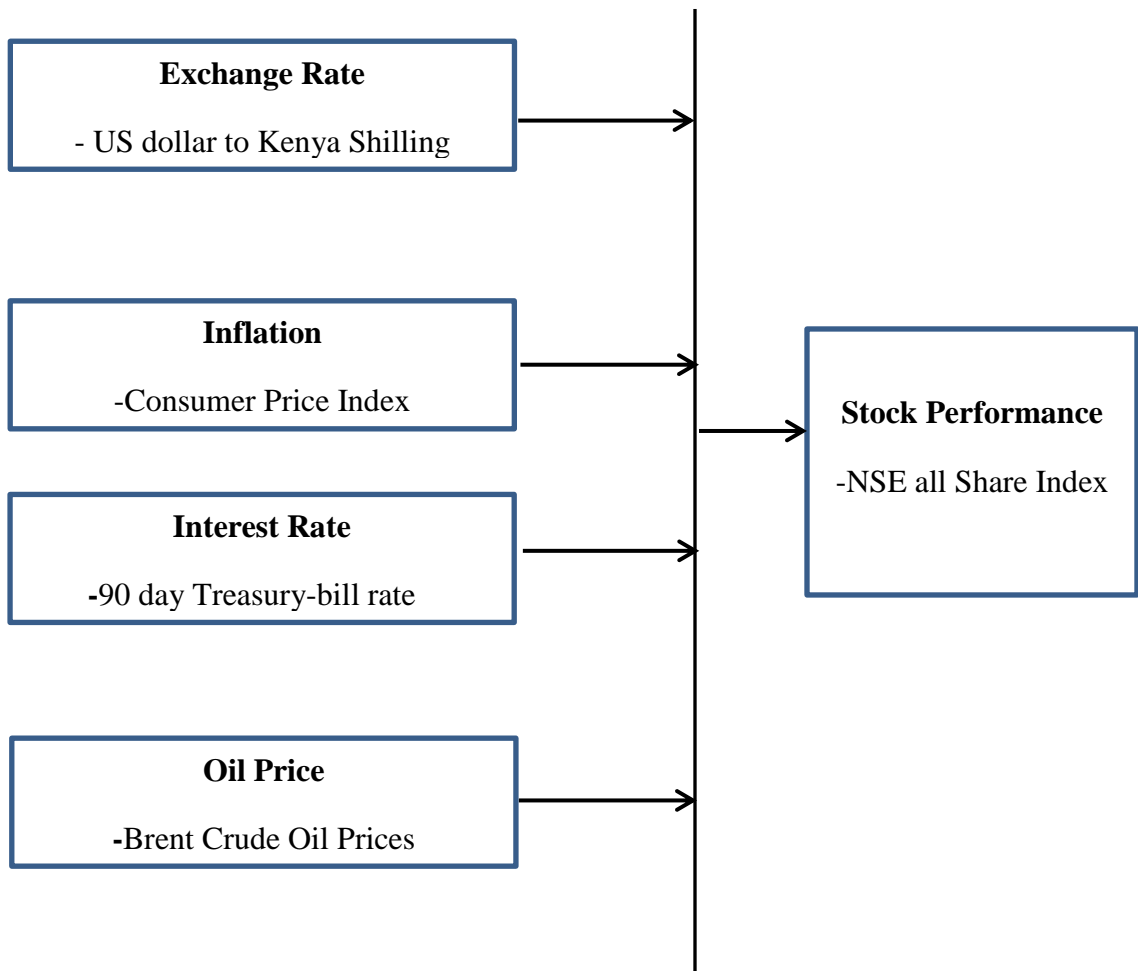 Exchange Rate
- US dollar to Kenya Shilling
Inflation
-Consumer Price Index
Interest Rate
-90 day Treasury-bill rate
Oil Price
-Brent Crude Oil Prices
Stock Performance
-NSE all Share Index